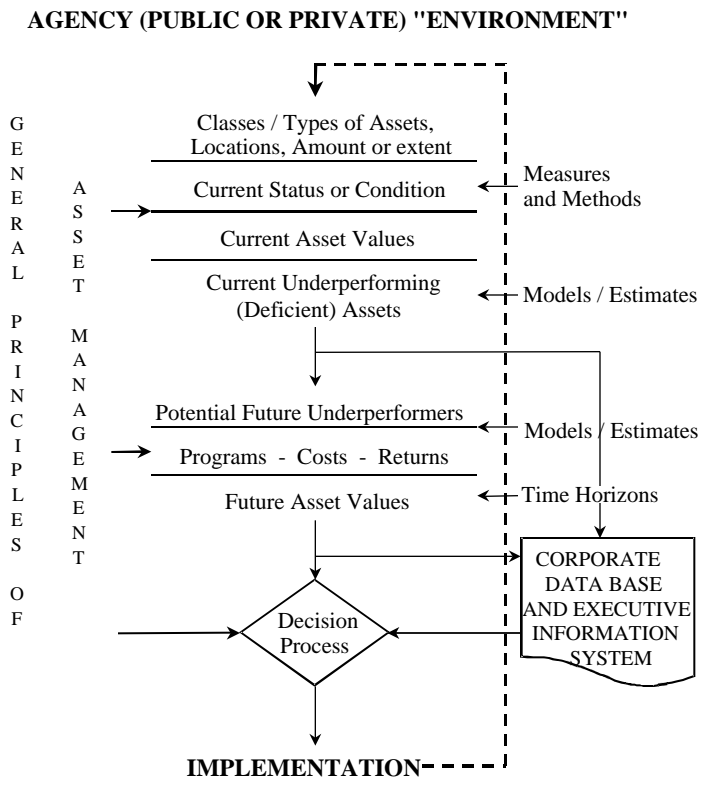 AGENCY (PUBLIC OR PRIVATE) "ENVIRONMENT"
GENERAL PRINCIPLES OF
ASSET MANAGEMENT
Classes / Types of Assets,
Locations, Amount or extent
Current Status or Condition
Measures
and Methods
Current Asset Values
Current Underperforming
(Deficient) Assets
Models / Estimates
Potential Future Underperformers
Models / Estimates
Programs - Costs - Returns
Future Asset Values
Time Horizons
CORPORATE
DATA BASE
AND EXECUTIVE
INFORMATION
SYSTEM
Decision
Process
IMPLEMENTATION